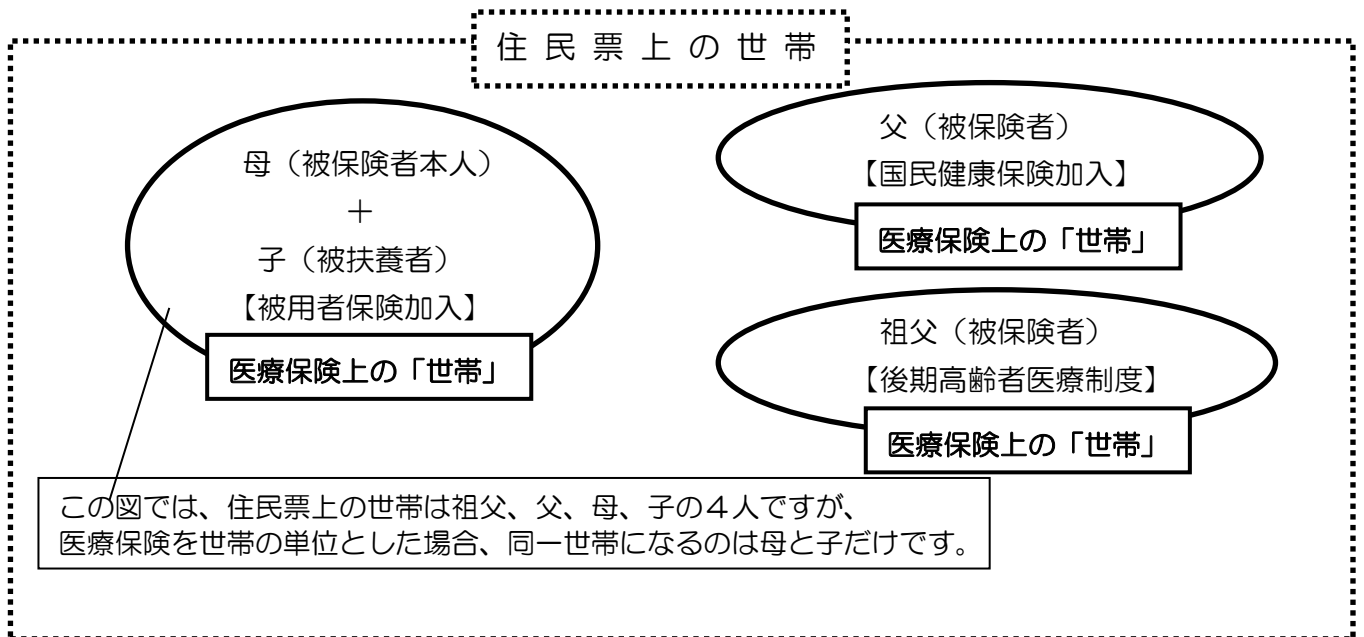 住民票上の世帯
母（被保険者本人）
＋
子（被扶養者）
【被用者保険加入】
医療保険上の「世帯」
父（被保険者）
【国民健康保険加入】
医療保険上の「世帯」
祖父（被保険者）
【後期高齢者医療制度】
医療保険上の「世帯」
この図では、住民票上の世帯は祖父、父、母、子の４人ですが、
医療保険を世帯の単位とした場合、同一世帯になるのは母と子だけです。